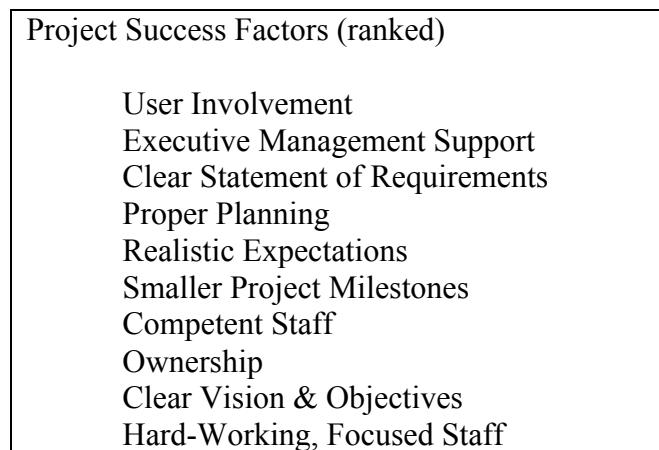 Project Success Factors (ranked)
User Involvement
Executive Management Support
Clear Statement of Requirements
Proper Planning
Realistic Expectations
Smaller Project Milestones
Competent Staff
Ownership
Clear Vision & Objectives
Hard-Working, Focused Staff